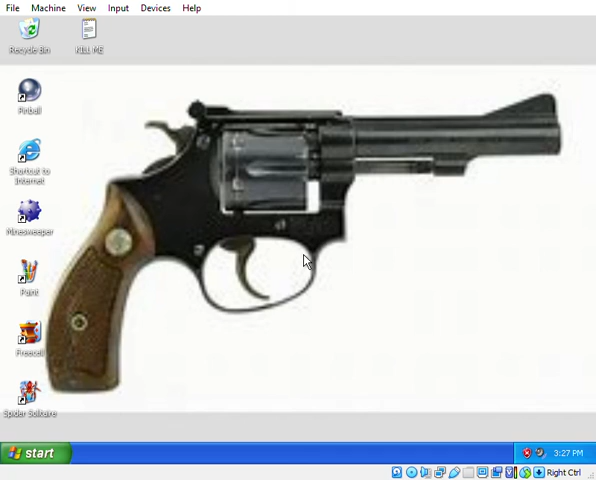 File Machine View Input Devices Help
Recycle Bin
KILL ME
Pinball
Shortcut to
Internet
Minesweeper
Paint
Freecell
Spider Solitaire
start
3:27 PM
Right Ctrl